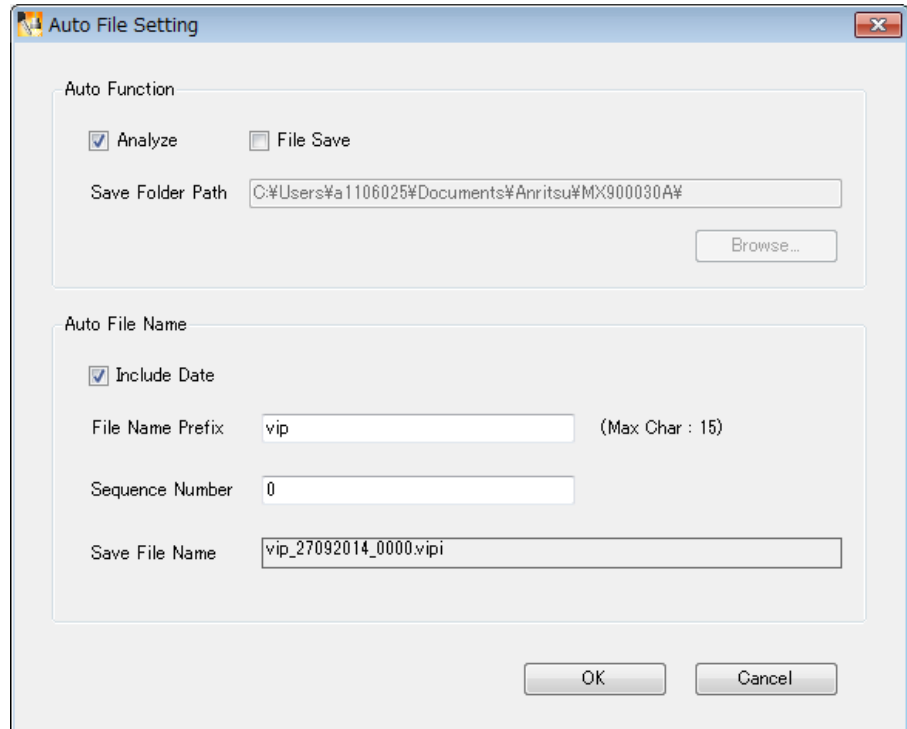 Auto File Setting
Auto Function
Analyze File Save
Save Folder Path C:¥Users¥a1106025¥Documents¥Anritsu¥MX900030A¥
Browse...
Auto File Name
Include Date
File Name Prefix vip (Max Char : 15)
Sequence Number 0
Save File Name vip_27092014_0000.vipi
OK Cancel